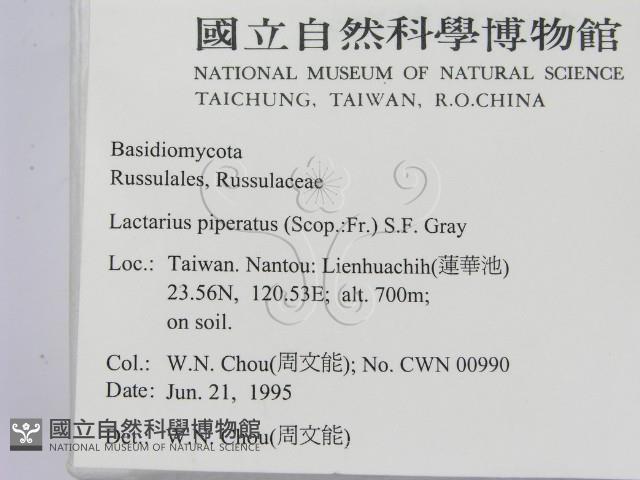 國立自然科學博物館
NATIONAL MUSEUM OF NATURAL SCIENCE
TAICHUNG, TAIWAN, R.O.CHINA
Basidiomycota
Russulales, Russulaceae
Lactarius piperatus (Scop.:Fr.) S.F. Gray
Loc.: Taiwan. Nantou: Lienhuachih(蓮華池)
23.56N, 120.53E; alt. 700m;
on soil.
Col.: W.N. Chou(周文能); No. CWN 00990
Date: Jun. 21, 1995
Det.: W.N. Chou(周文能)
國立自然科學博物館
NATIONAL MUSEUM OF NATURAL SCIENCE